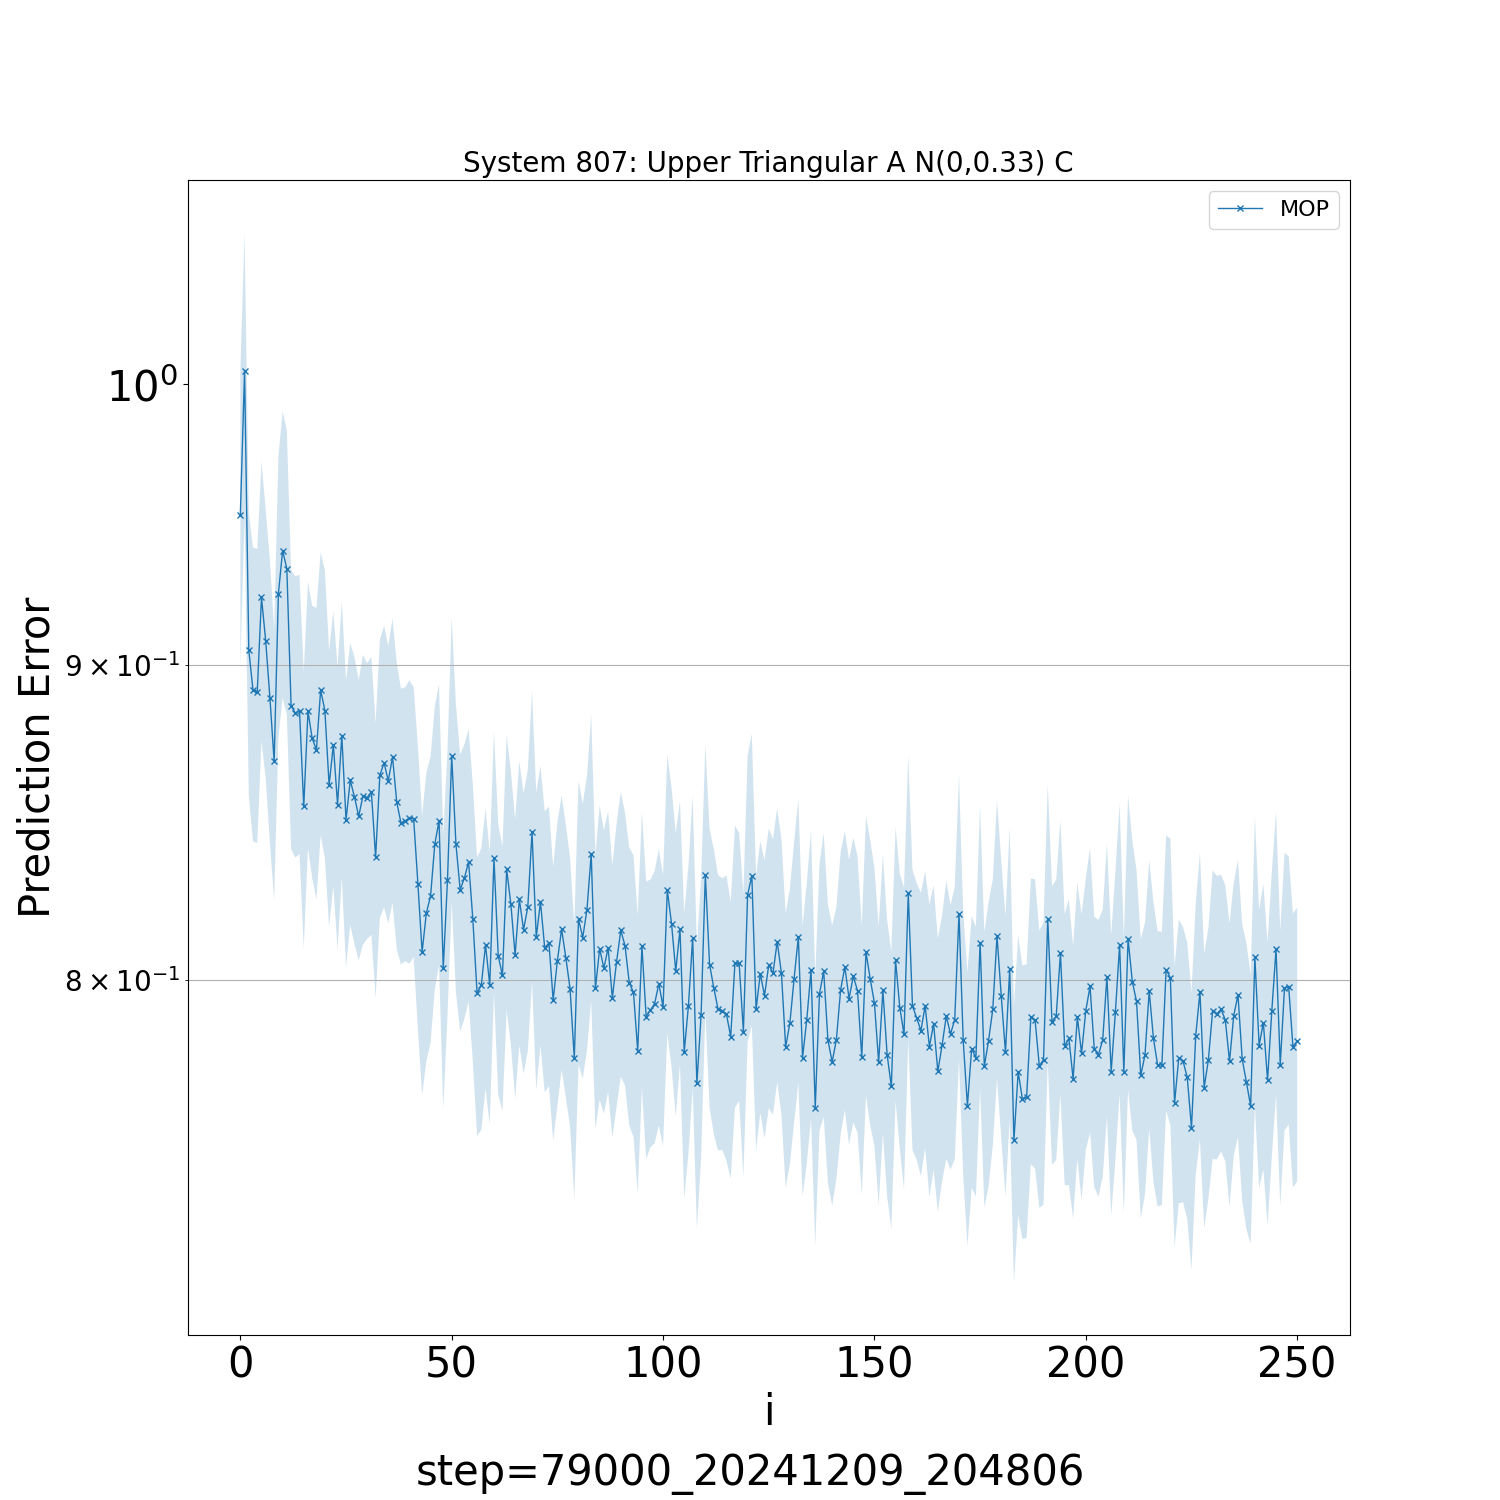 System 807: Upper Triangular A N(0,0.33) C
MOP
10⁰
9 × 10⁻¹
8 × 10⁻¹
Prediction Error
0 50 100 150 200 250
i
step=79000_20241209_204806